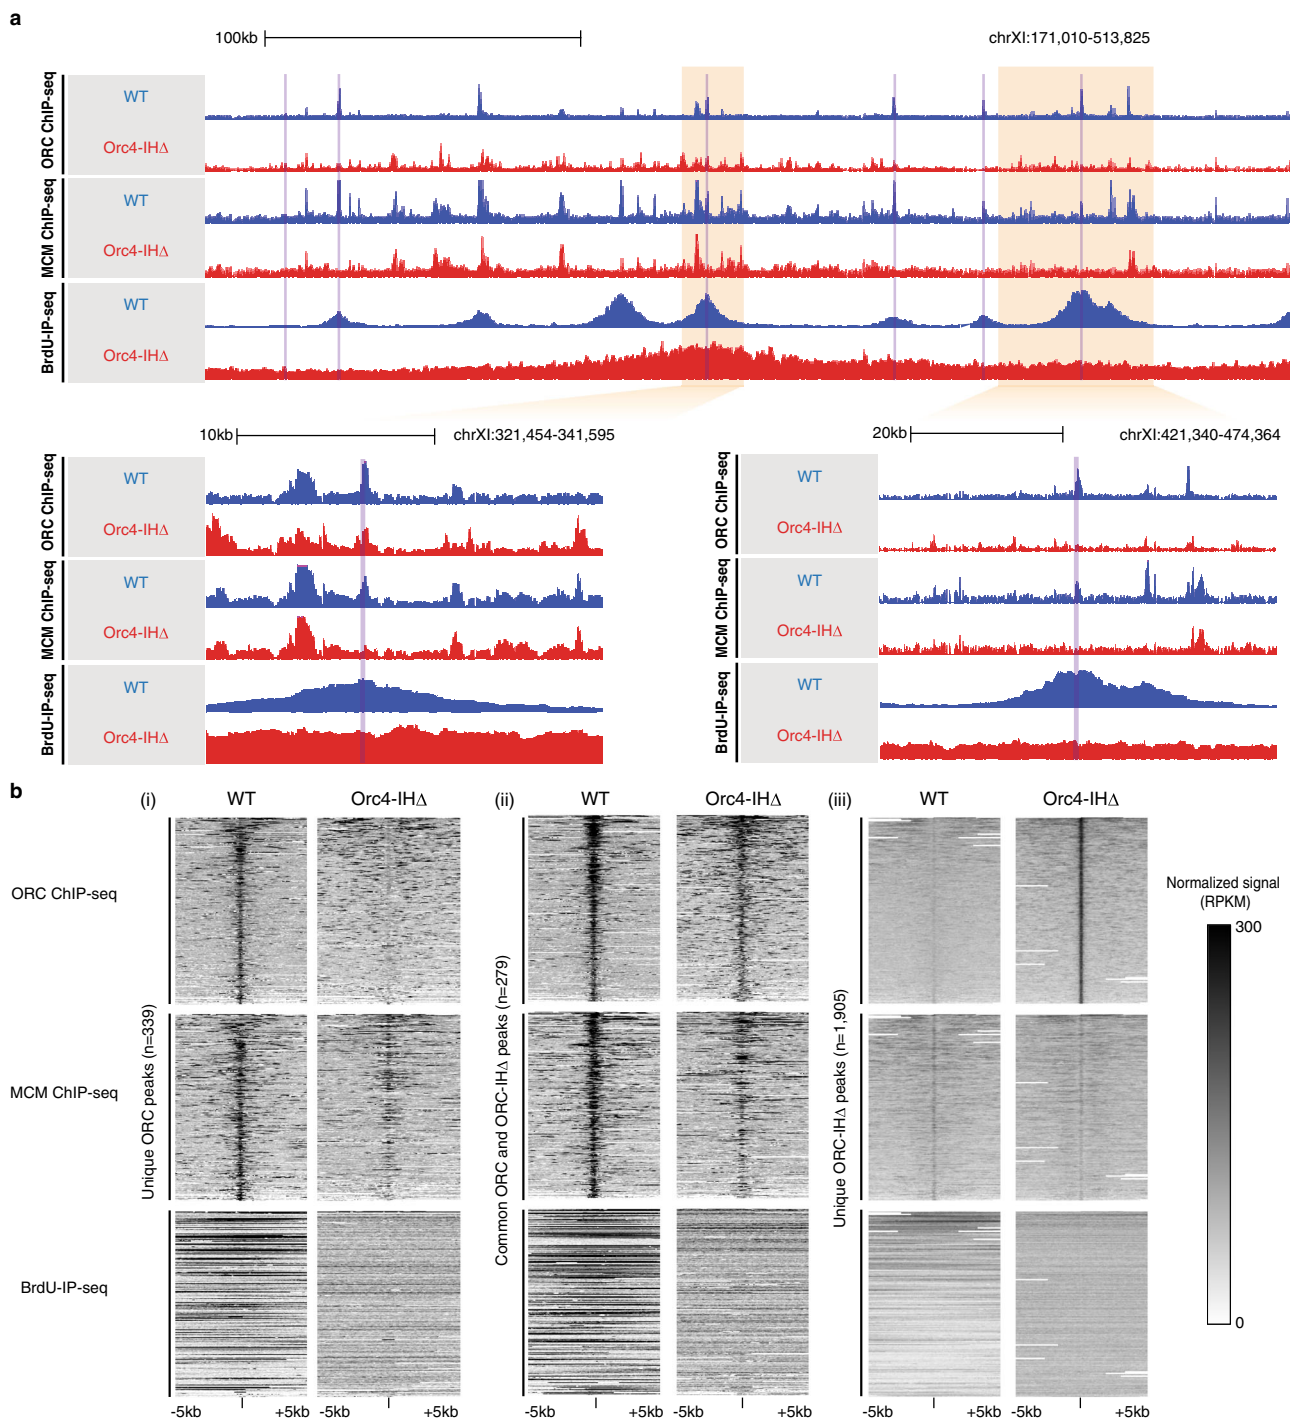 a
100kb
chrXI:171,010-513,825
ORC ChIP-seq
WT
Orc4-IHΔ
MCM ChIP-seq
WT
Orc4-IHΔ
BrdU-IP-seq
WT
Orc4-IHΔ
10kb
chrXI:321,454-341,595
ORC ChIP-seq
WT
Orc4-IHΔ
MCM ChIP-seq
WT
Orc4-IHΔ
BrdU-IP-seq
WT
Orc4-IHΔ
20kb
chrXI:421,340-474,364
ORC ChIP-seq
WT
Orc4-IHΔ
MCM ChIP-seq
WT
Orc4-IHΔ
BrdU-IP-seq
WT
Orc4-IHΔ
b
(i) WT Orc4-IHΔ
(ii) WT Orc4-IHΔ
(iii) WT Orc4-IHΔ
ORC ChIP-seq
MCM ChIP-seq
BrdU-IP-seq
Unique ORC peaks (n=339)
Common ORC and ORC-IHΔ peaks (n=279)
Unique ORC-IHΔ peaks (n=1,905)
Normalized signal
(RPKM)
300
0
-5kb +5kb -5kb +5kb
-5kb +5kb -5kb +5kb
-5kb +5kb -5kb +5kb